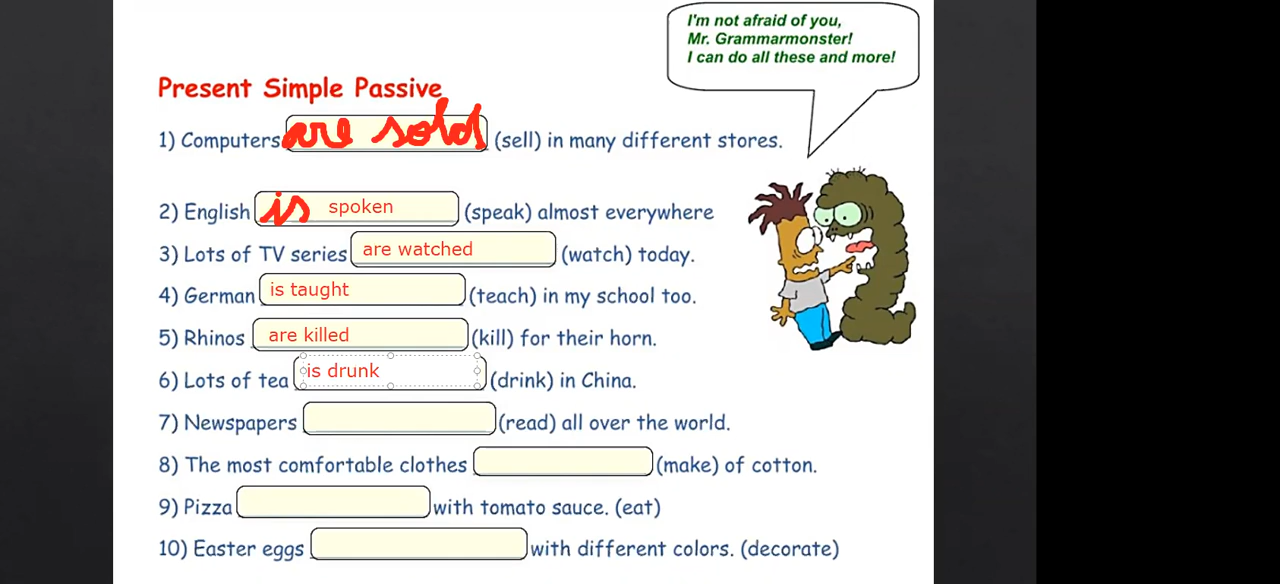 I'm not afraid of you,
Mr. Grammarmonster!
I can do all these and more!
Present Simple Passive
1) Computers are sold (sell) in many different stores.
2) English is spoken (speak) almost everywhere
3) Lots of TV series are watched (watch) today.
4) German is taught (teach) in my school too.
5) Rhinos are killed (kill) for their horn.
6) Lots of tea is drunk (drink) in China.
7) Newspapers (read) all over the world.
8) The most comfortable clothes (make) of cotton.
9) Pizza with tomato sauce. (eat)
10) Easter eggs with different colors. (decorate)